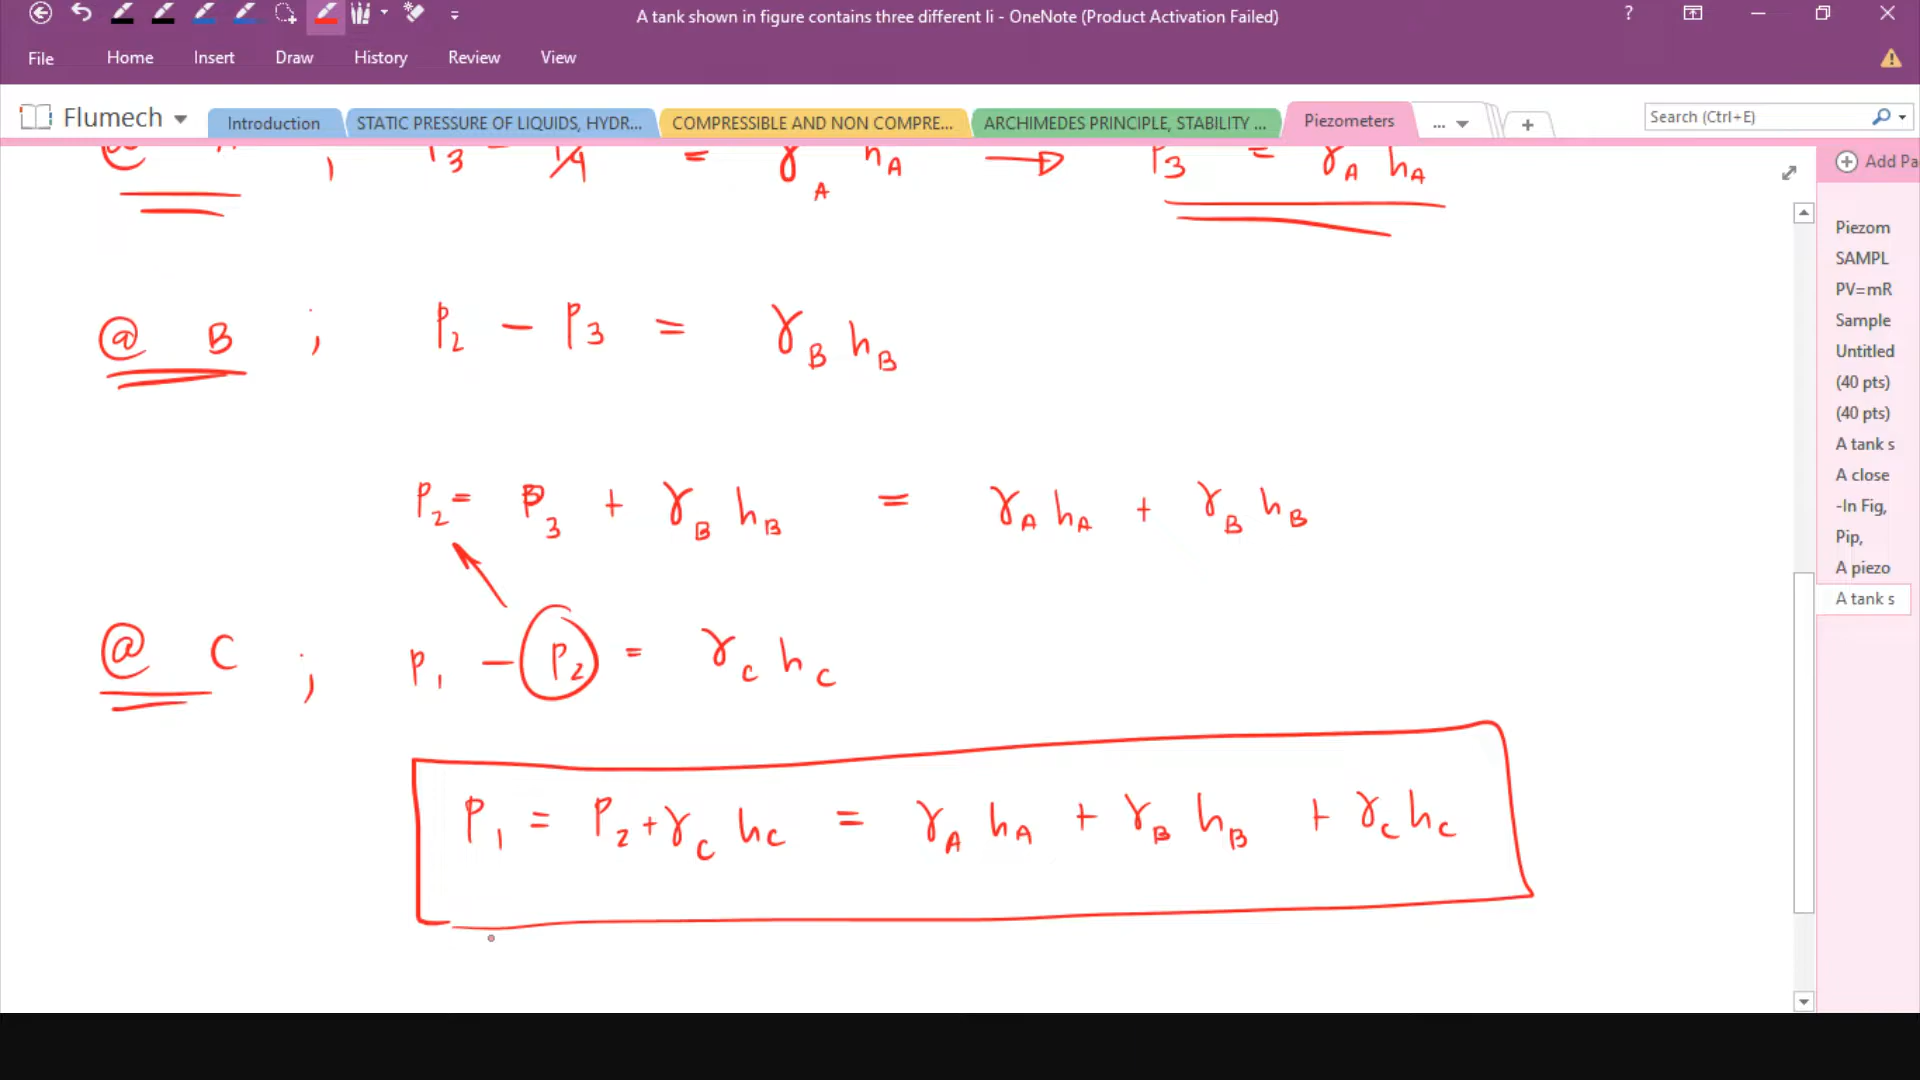 A tank shown in figure contains three different li - OneNote (Product Activation Failed)
?
File Home Insert Draw History Review View
Flumech
Introduction
STATIC PRESSURE OF LIQUIDS, HYDR...
COMPRESSIBLE AND NON COMPRE...
ARCHIMEDES PRINCIPLE, STABILITY ...
Piezometers
...
+
Search (Ctrl+E)
Add Pa
@ A ; P3 - P4 = γA hA → P3 = γA hA
@ B ; P2 - P3 = γB hB
P2 = P3 + γB hB = γA hA + γB hB
@ C ; P1 - P2 = γC hC
P1 = P2 + γC hC = γA hA + γB hB + γC hC
Piezom
SAMPL
PV=mR
Sample
Untitled
(40 pts)
(40 pts)
A tank s
A close
-In Fig,
Pip,
A piezo
A tank s